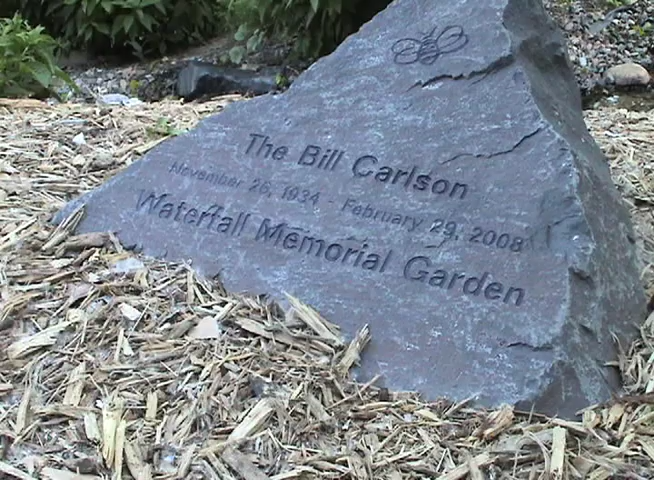 The Bill Carlson
November 26, 1934 - February 29, 2008
Waterfall Memorial Garden